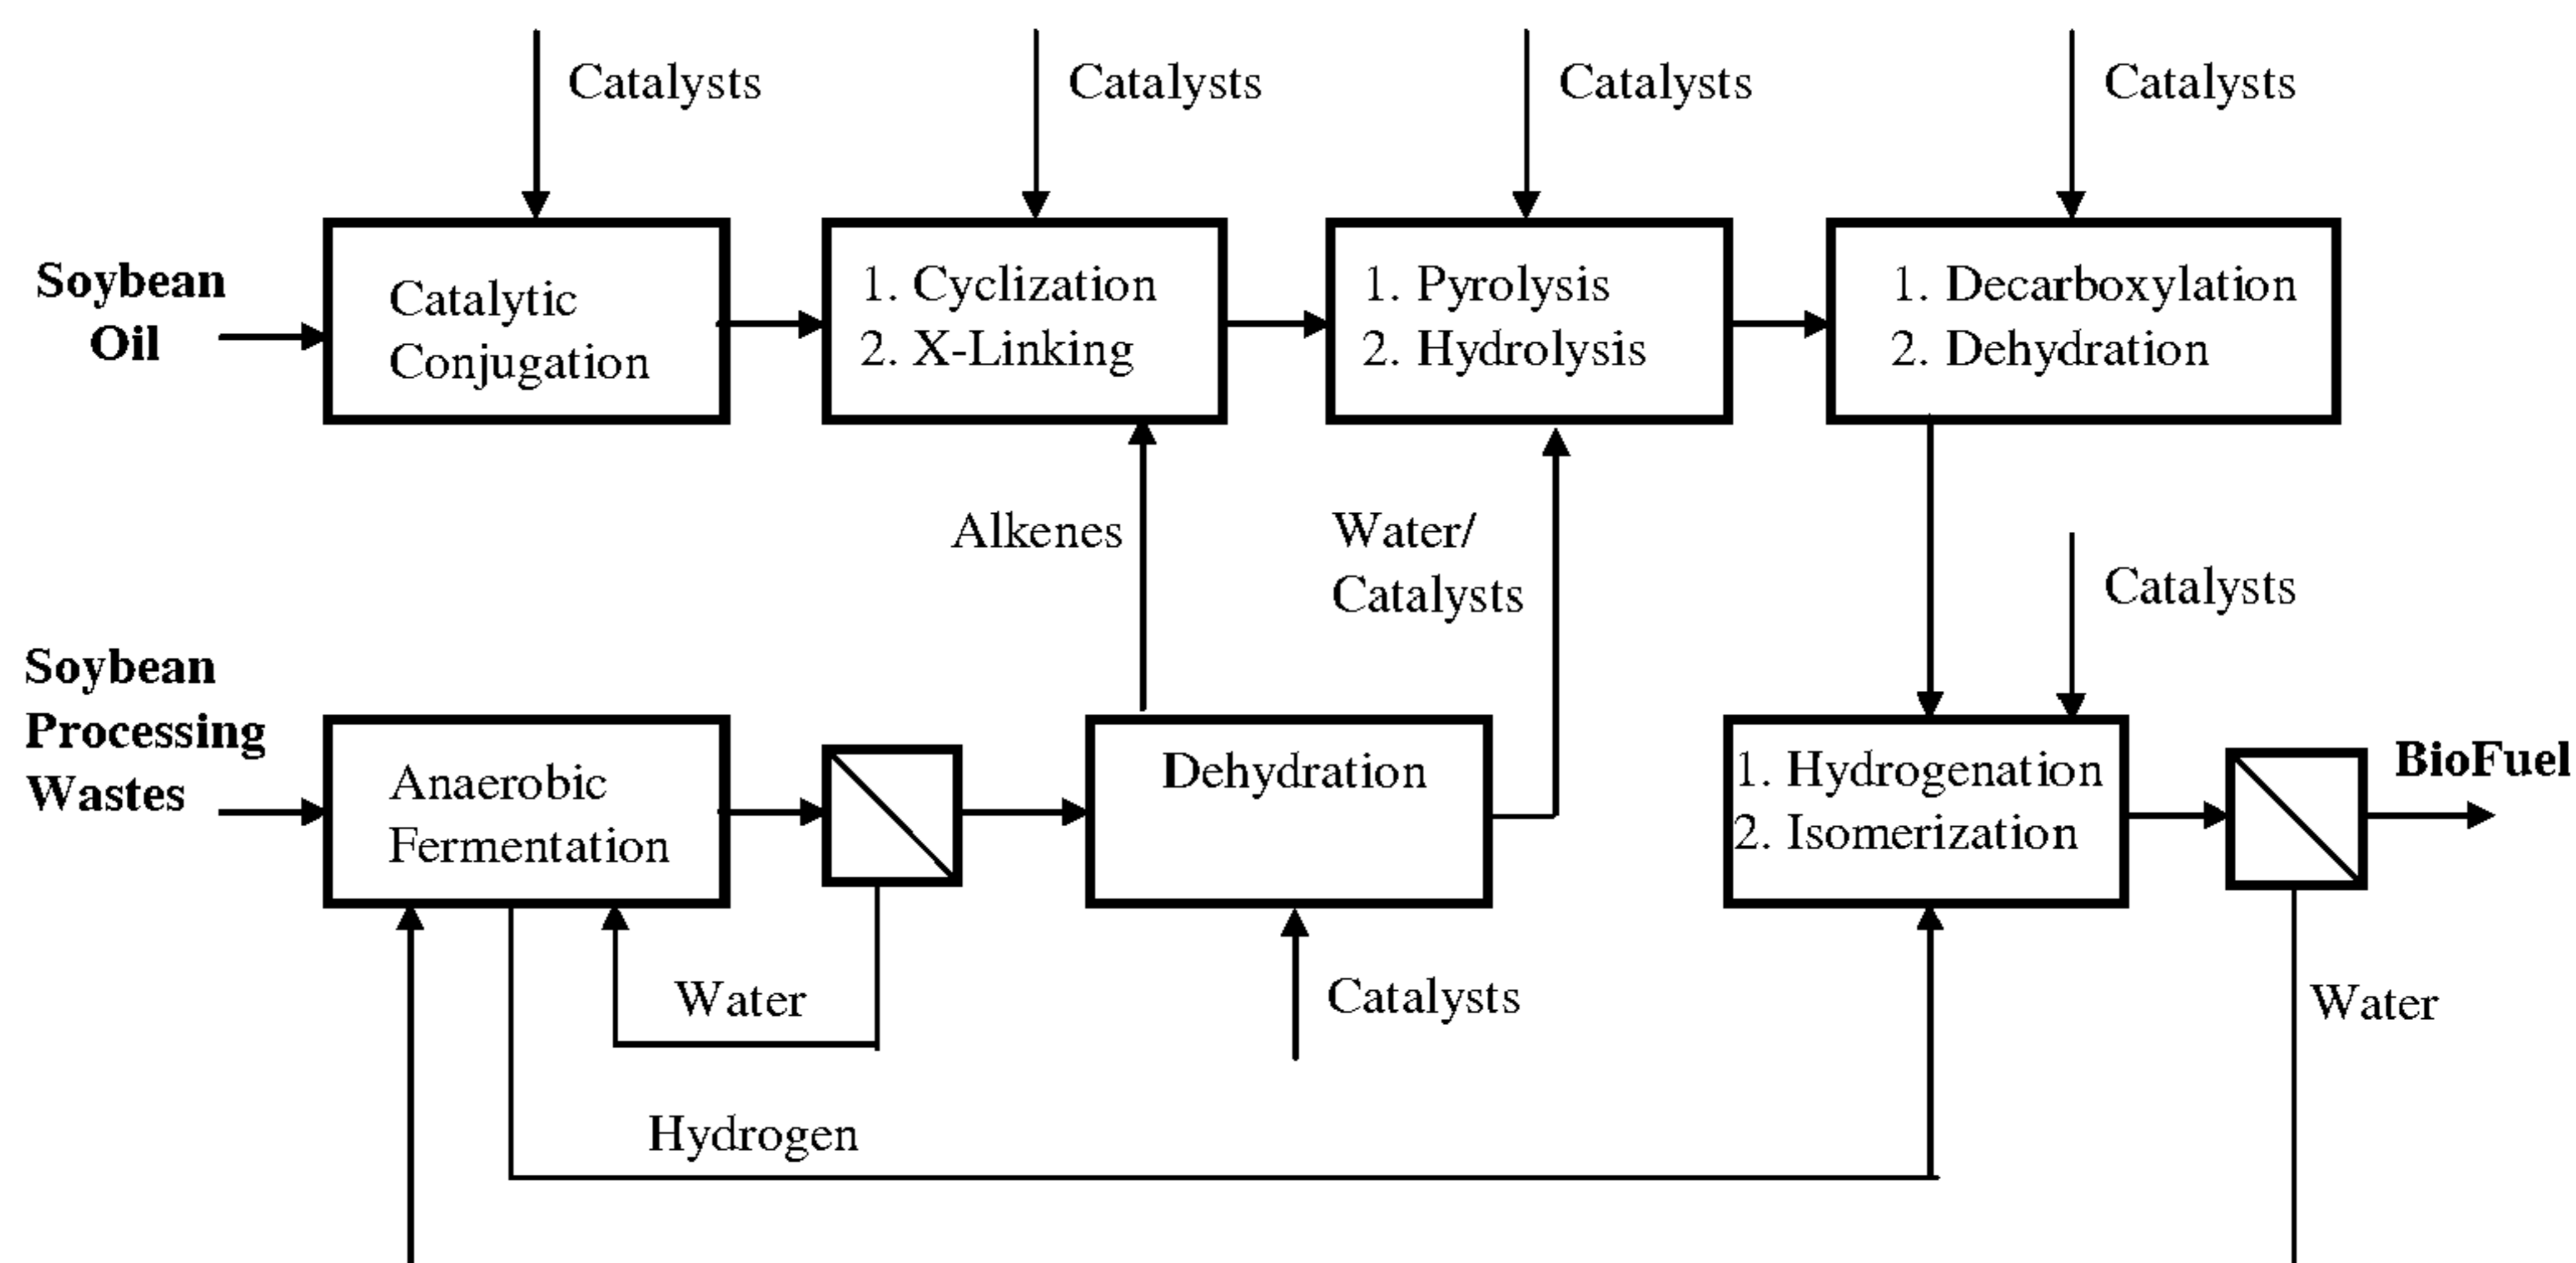 Catalysts
Catalysts
Catalysts
Catalysts
Soybean
Oil
Catalytic
Conjugation
1. Cyclization
2. X-Linking
1. Pyrolysis
2. Hydrolysis
1. Decarboxylation
2. Dehydration
Alkenes
Water/
Catalysts
Catalysts
Soybean
Processing
Wastes
Anaerobic
Fermentation
Dehydration
1. Hydrogenation
2. Isomerization
BioFuel
Water
Catalysts
Water
Hydrogen